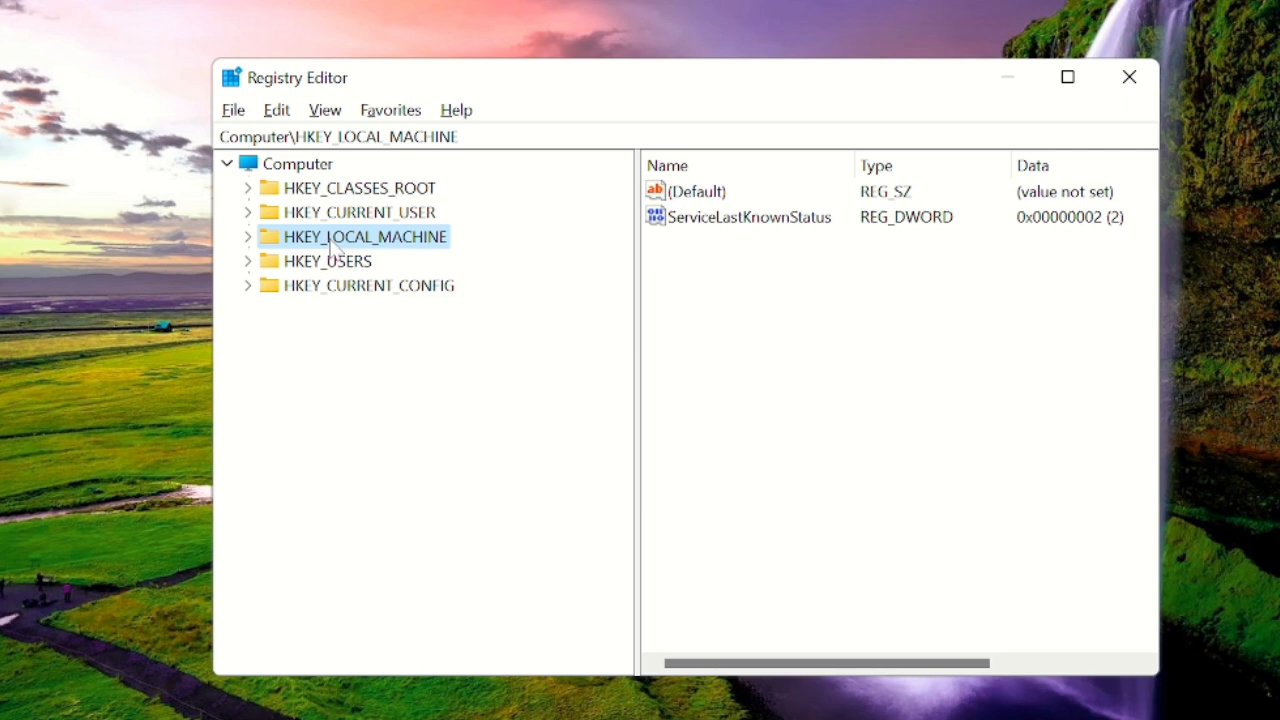 Registry Editor
File Edit View Favorites Help
Computer\HKEY_LOCAL_MACHINE
Computer
HKEY_CLASSES_ROOT
HKEY_CURRENT_USER
HKEY_LOCAL_MACHINE
HKEY_USERS
HKEY_CURRENT_CONFIG
Name Type Data
ab (Default) REG_SZ (value not set)
ServiceLastKnownStatus REG_DWORD 0x00000002 (2)